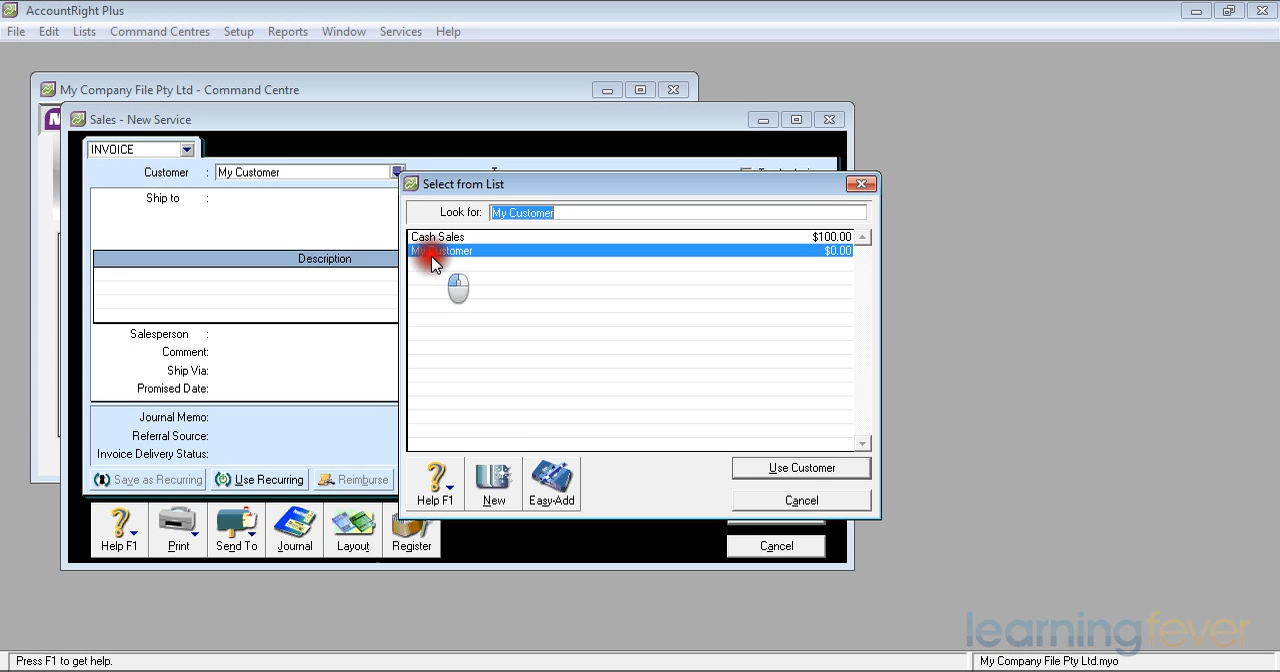 AccountRight Plus
File Edit Lists Command Centres Setup Reports Window Services Help
My Company File Pty Ltd - Command Centre
Sales - New Service
INVOICE
Customer : My Customer
Ship to :
Description
Salesperson :
Comment:
Ship Via:
Promised Date:
Journal Memo:
Referral Source:
Invoice Delivery Status:
Save as Recurring Use Recurring Reimburse
Help F1 Print Send To Journal Layout Register
Cancel
Select from List
Look for: My Customer
Cash Sales $100.00
My Customer $0.00
Help F1 New Easy-Add
Use Customer
Cancel
learningfever
Press F1 to get help.
My Company File Pty Ltd.myo